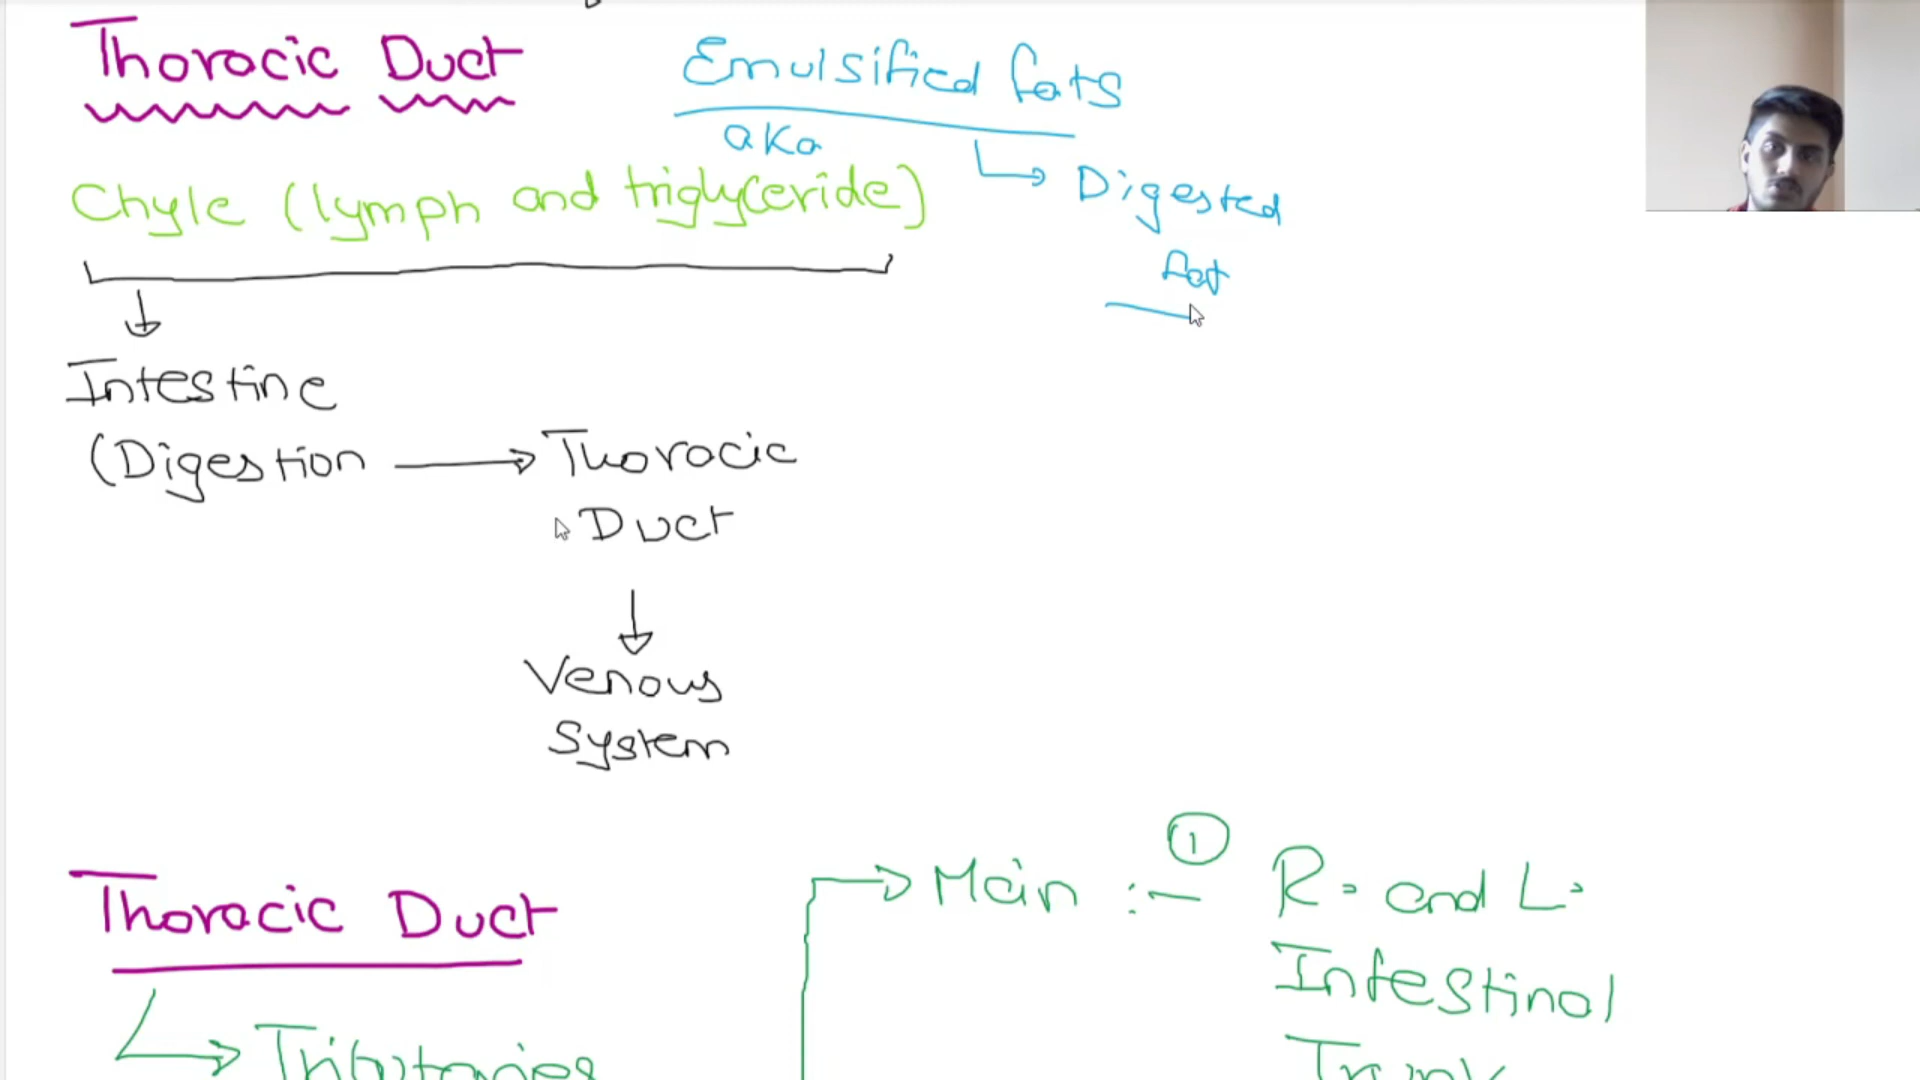 Thoracic Duct
Emulsified fats
aka
Digested
fat
Chyle (lymph and triglyceride)
Intestine
(Digestion → Thoracic
Duct
Venous
System
Thoracic Duct
Tributaries
Main :- ① R. and L.
Intestinal
Trunk